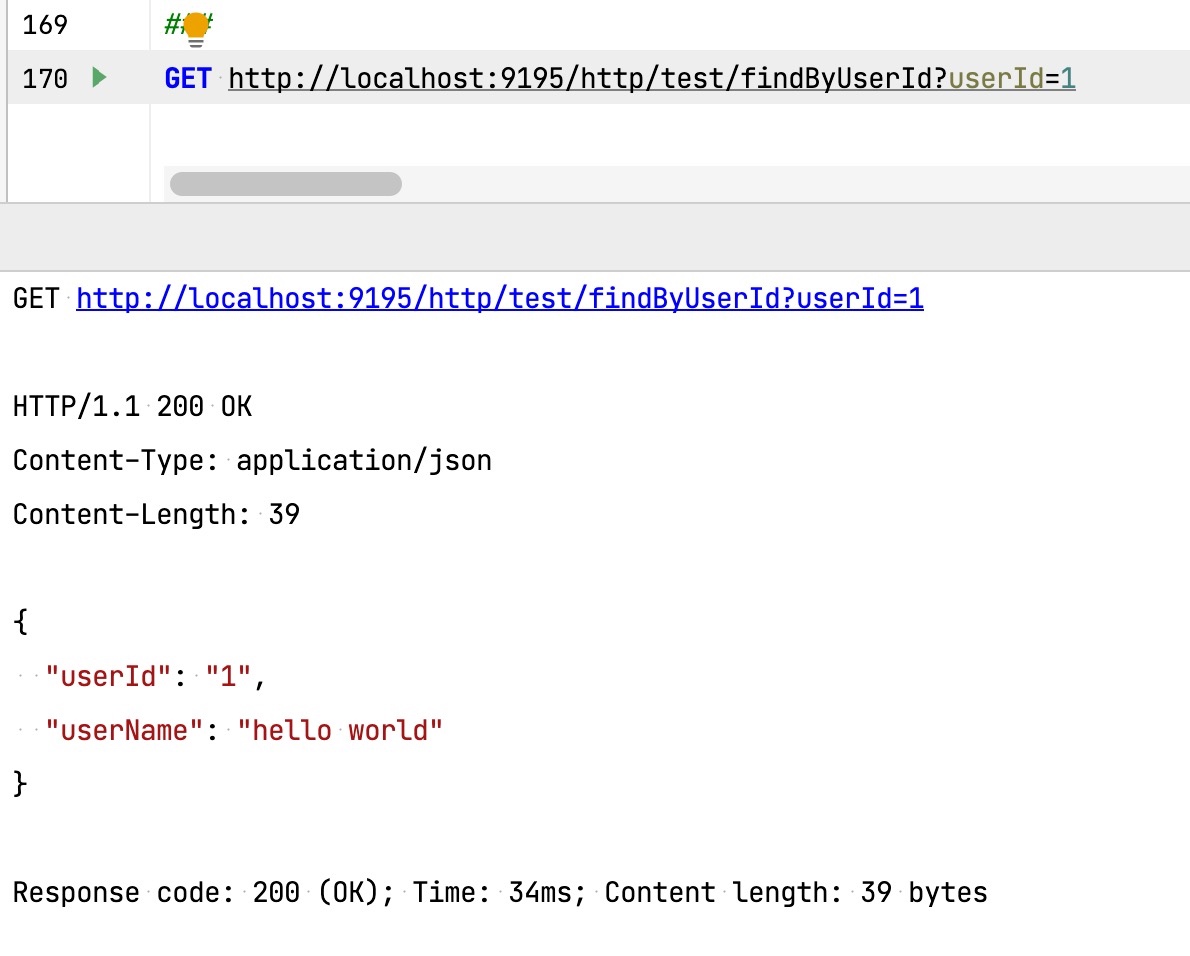 169 ###
170 GET http://localhost:9195/http/test/findByUserId?userId=1
GET http://localhost:9195/http/test/findByUserId?userId=1
HTTP/1.1 200 OK
Content-Type: application/json
Content-Length: 39
{
  "userId": "1",
  "userName": "hello world"
}
Response code: 200 (OK); Time: 34ms; Content length: 39 bytes